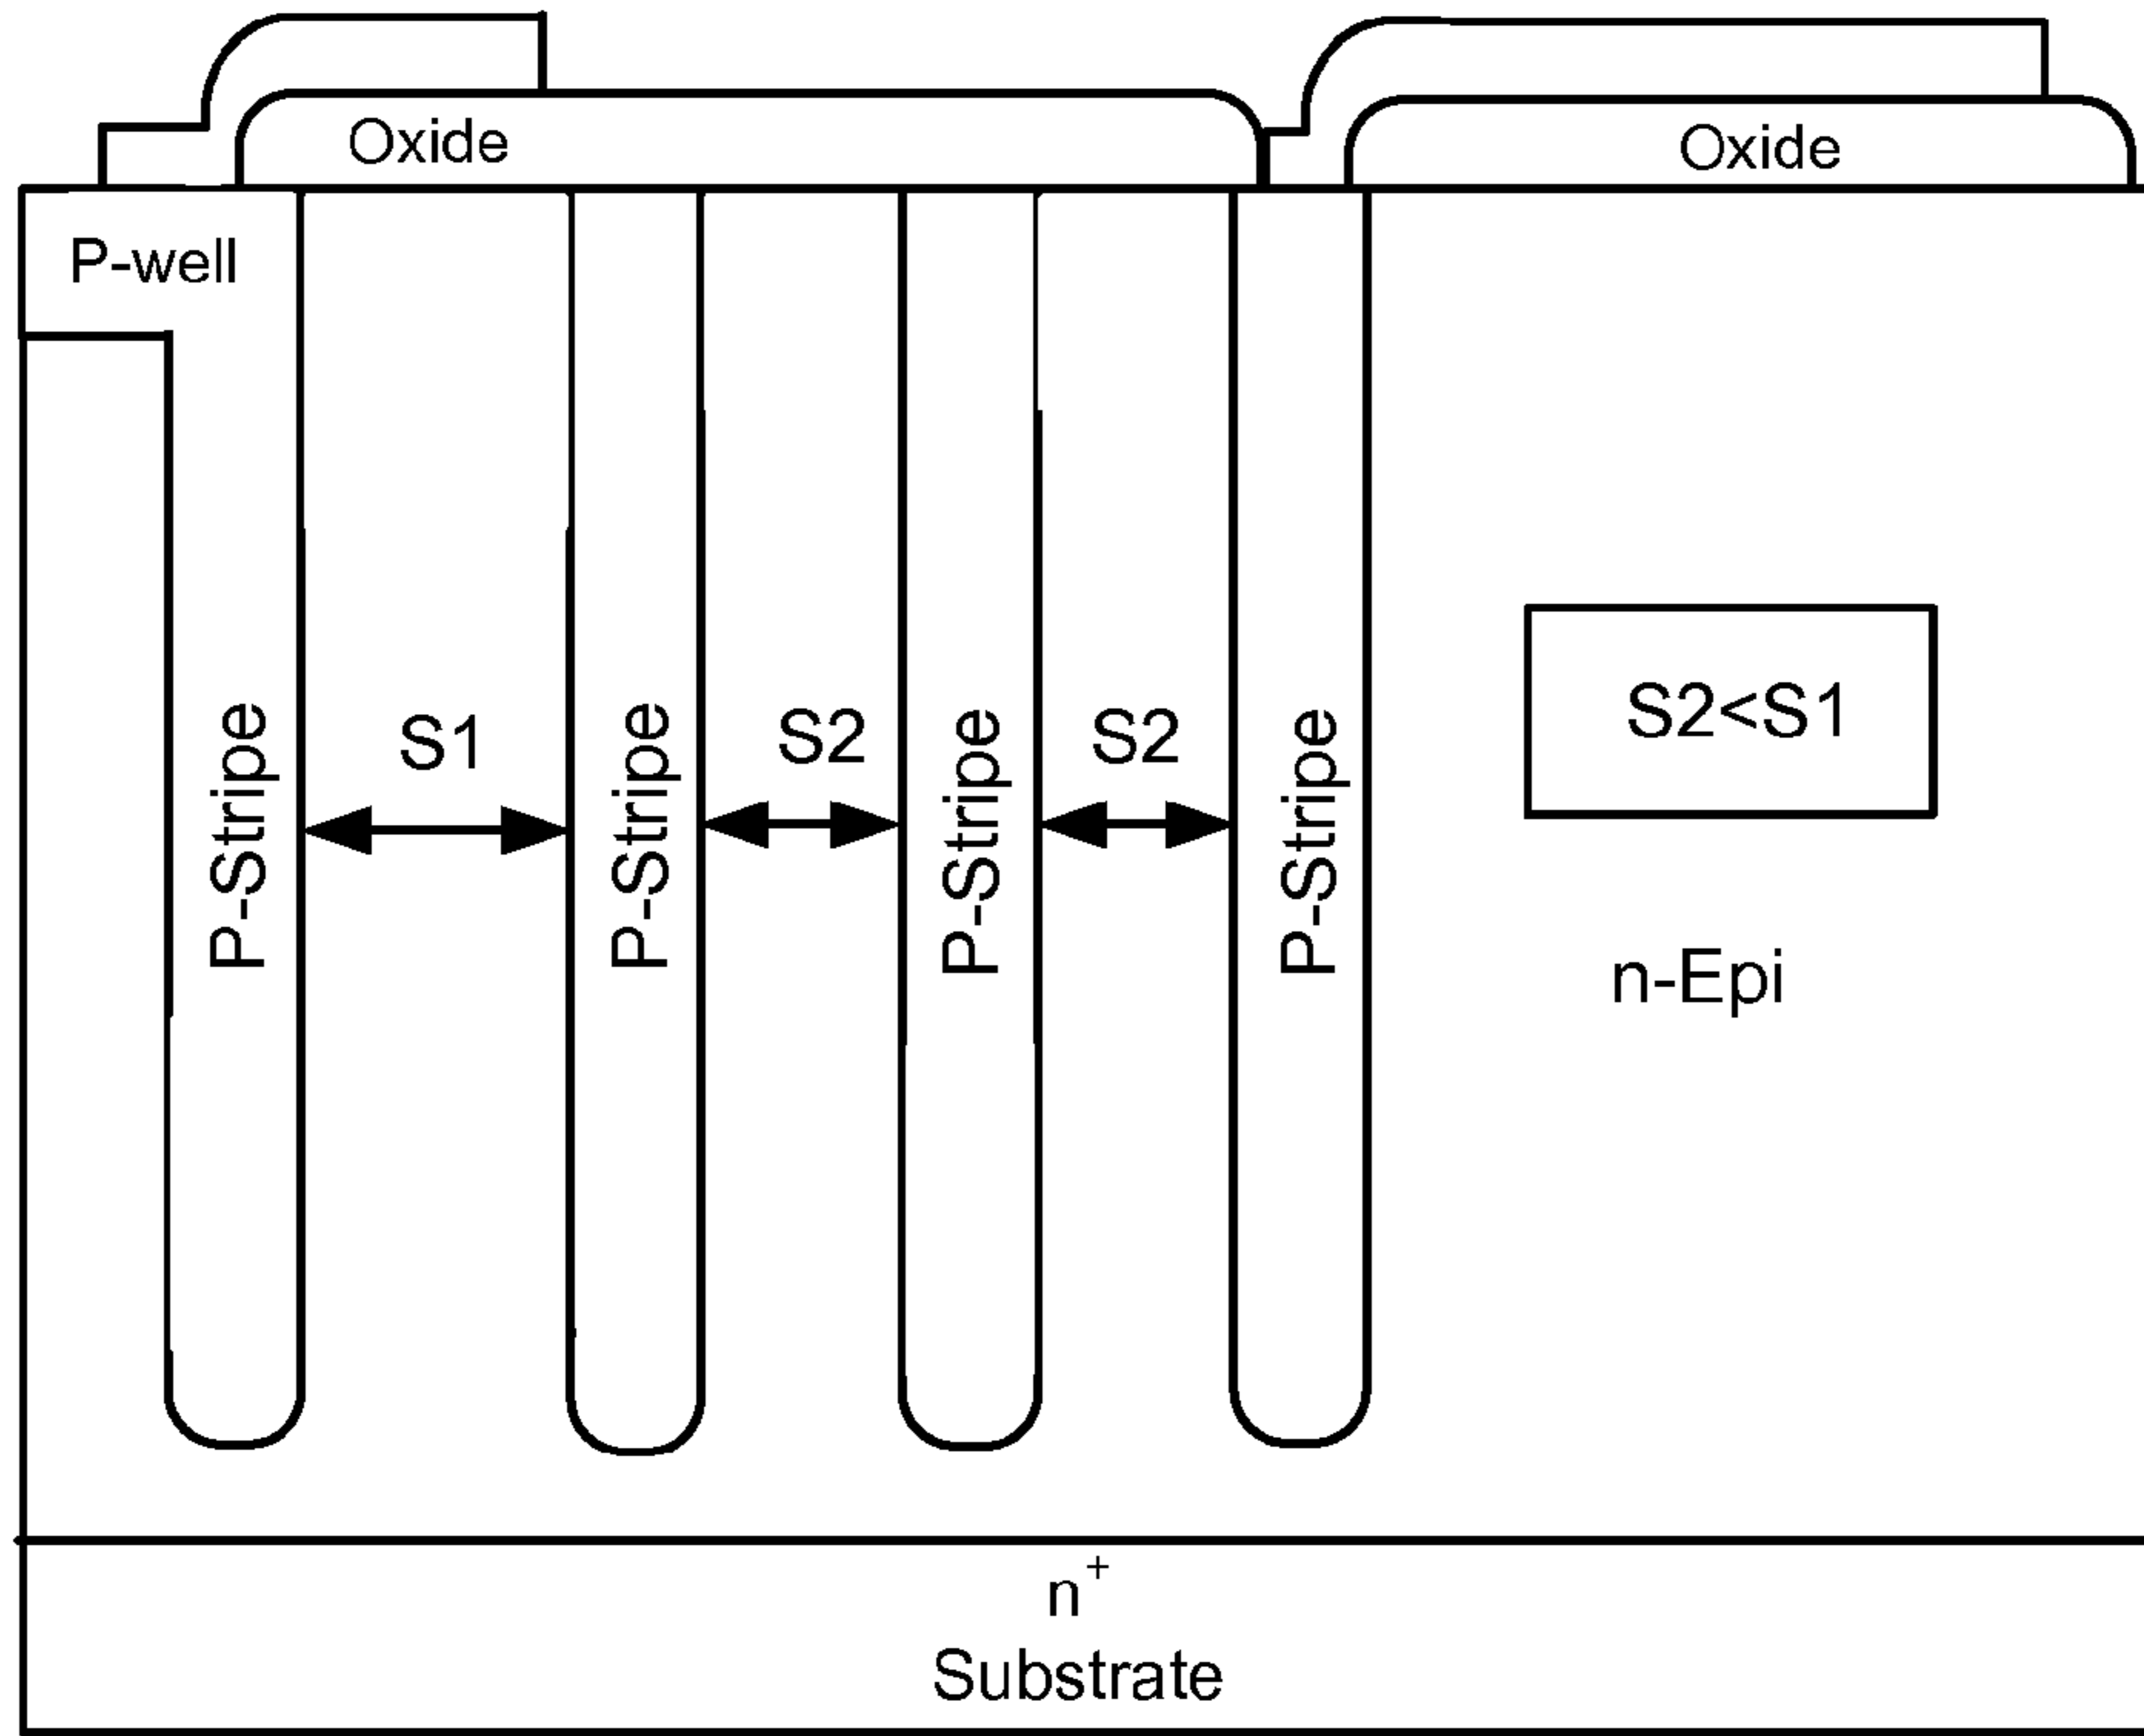 Oxide
Oxide
P-well
P-Stripe
S1
P-Stripe
S2
P-Stripe
S2
P-Stripe
S2<S1
n-Epi
n+
Substrate